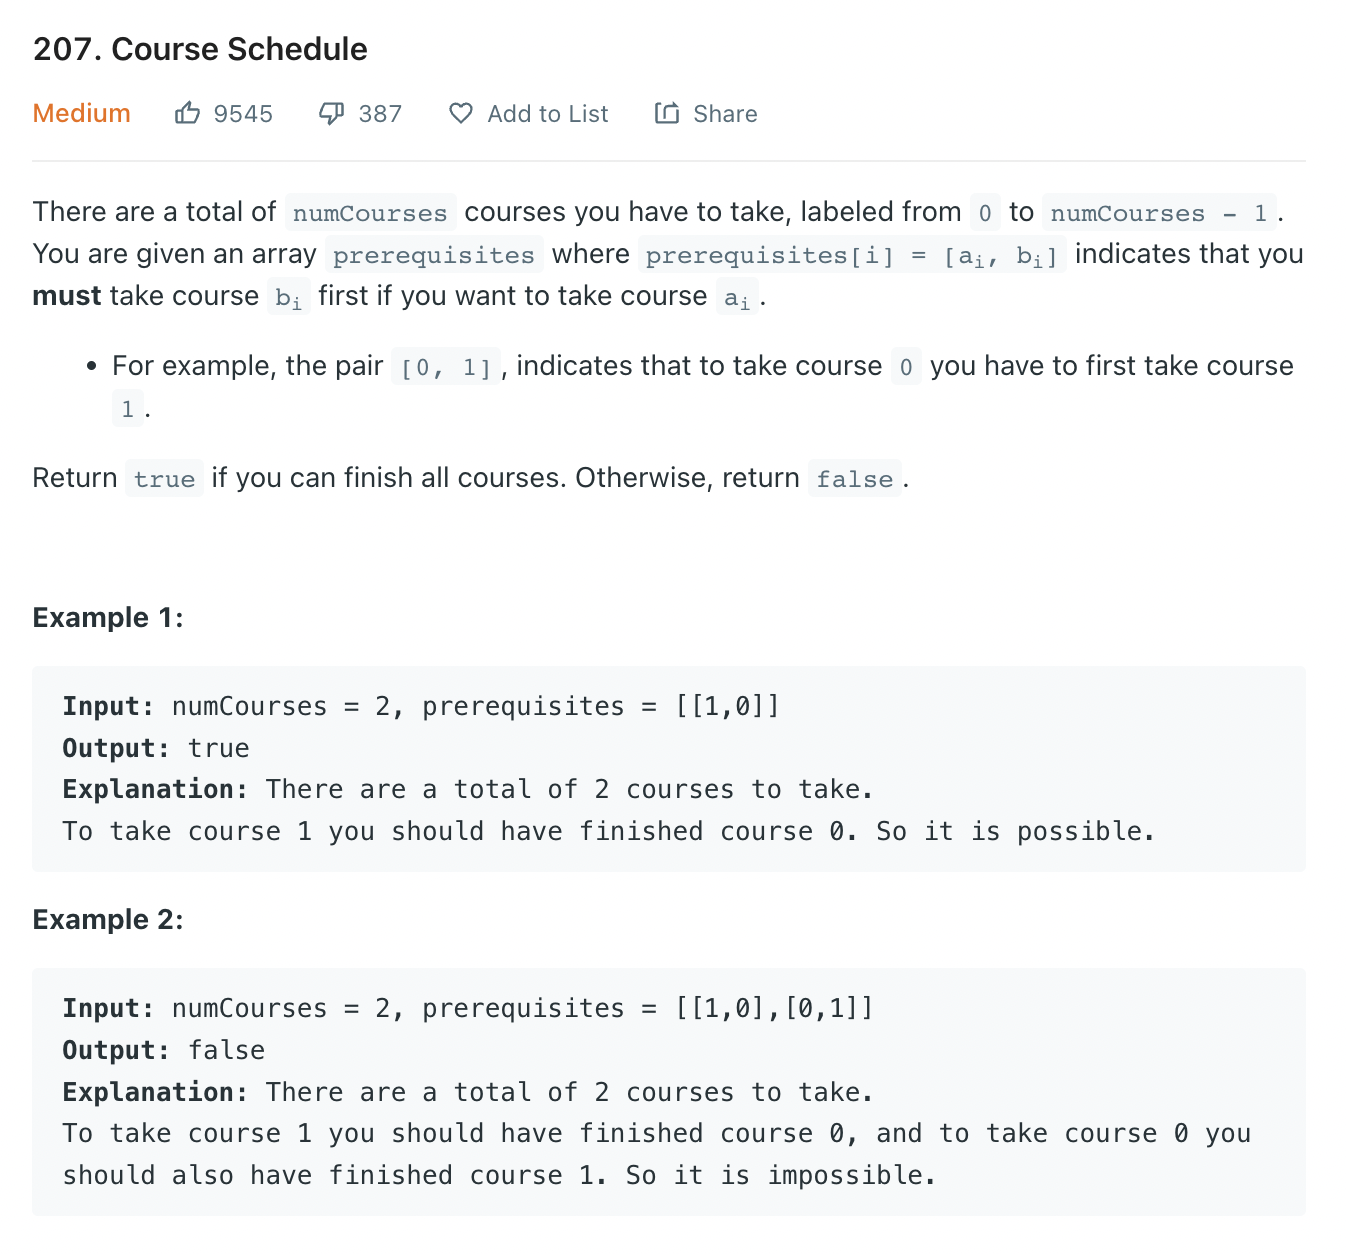 207. Course Schedule
Medium 9545 387 Add to List Share
There are a total of numCourses courses you have to take, labeled from 0 to numCourses - 1.
You are given an array prerequisites where prerequisites[i] = [aᵢ, bᵢ] indicates that you
must take course bᵢ first if you want to take course aᵢ.
• For example, the pair [0, 1], indicates that to take course 0 you have to first take course
1.
Return true if you can finish all courses. Otherwise, return false.
Example 1:
Input: numCourses = 2, prerequisites = [[1,0]]
Output: true
Explanation: There are a total of 2 courses to take.
To take course 1 you should have finished course 0. So it is possible.
Example 2:
Input: numCourses = 2, prerequisites = [[1,0],[0,1]]
Output: false
Explanation: There are a total of 2 courses to take.
To take course 1 you should have finished course 0, and to take course 0 you
should also have finished course 1. So it is impossible.